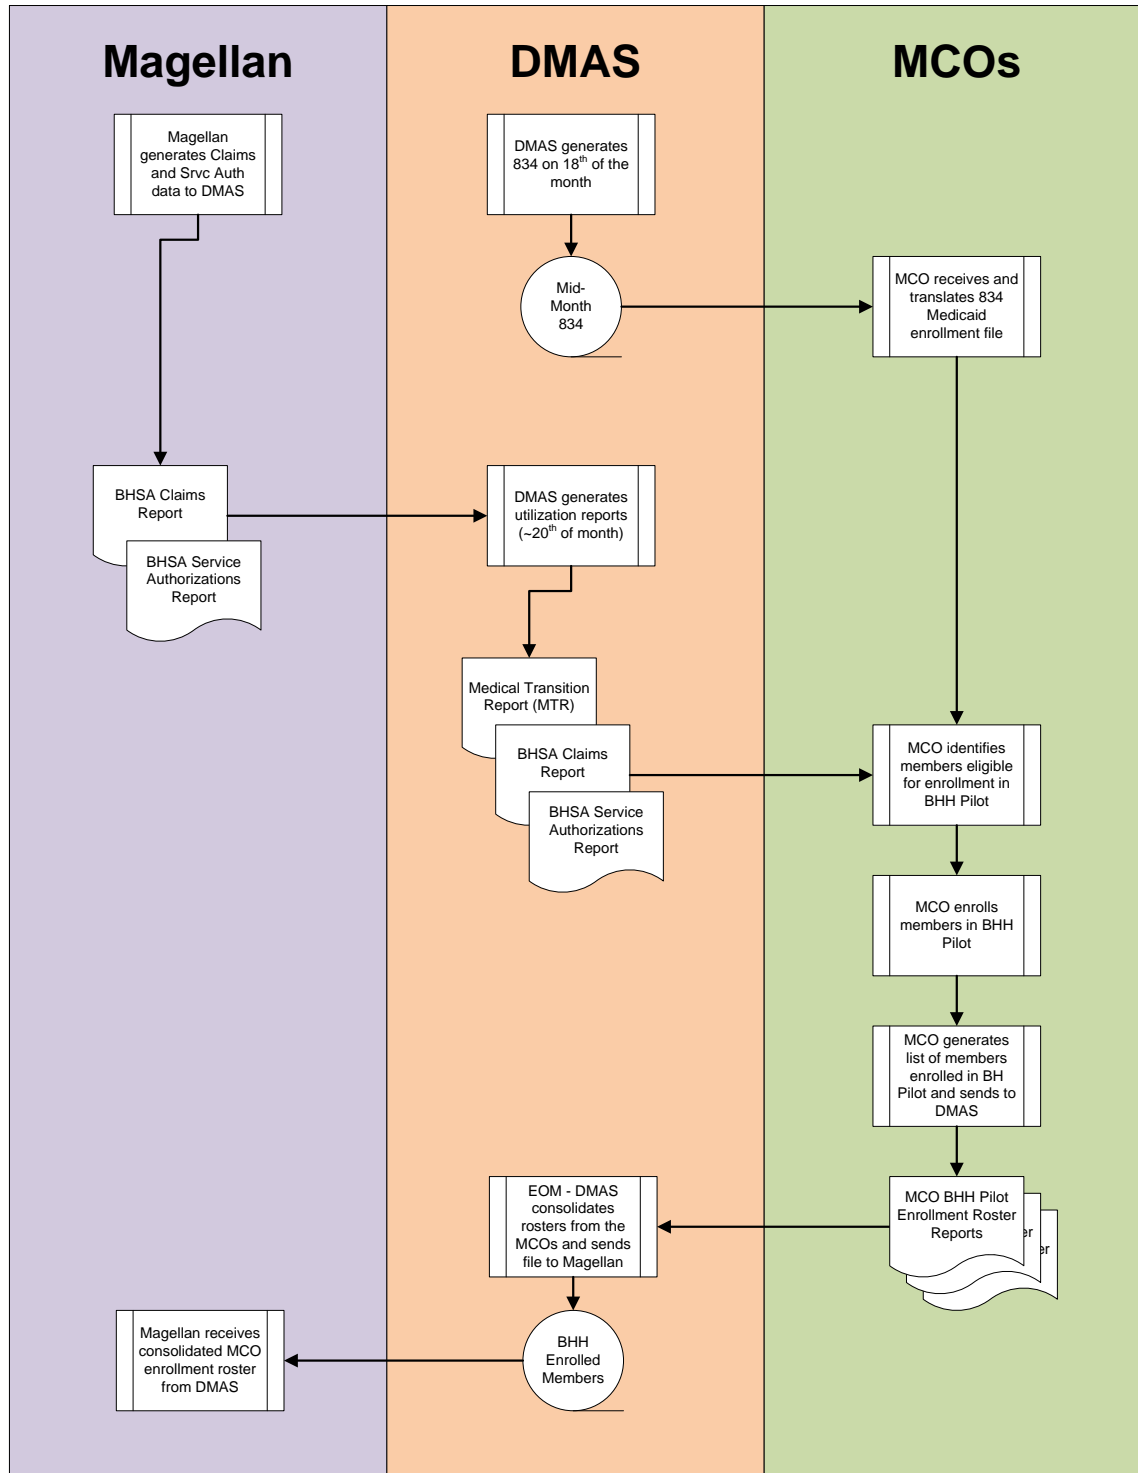 Magellan
DMAS
MCOs
Magellan
generates Claims
and Srvc Auth
data to DMAS
DMAS generates
834 on 18th of the
month
Mid-
Month
834
MCO receives and
translates 834
Medicaid
enrollment file
BHSA Claims
Report
BHSA Service
Authorizations
Report
DMAS generates
utilization reports
(~20th of month)
Medical Transition
Report (MTR)
BHSA Claims
Report
BHSA Service
Authorizations
Report
MCO identifies
members eligible
for enrollment in
BHH Pilot
MCO enrolls
members in BHH
Pilot
MCO generates
list of members
enrolled in BH
Pilot and sends to
DMAS
MCO BHH Pilot
Enrollment Roster
Reports
er
er
EOM - DMAS
consolidates
rosters from the
MCOs and sends
file to Magellan
BHH
Enrolled
Members
Magellan receives
consolidated MCO
enrollment roster
from DMAS